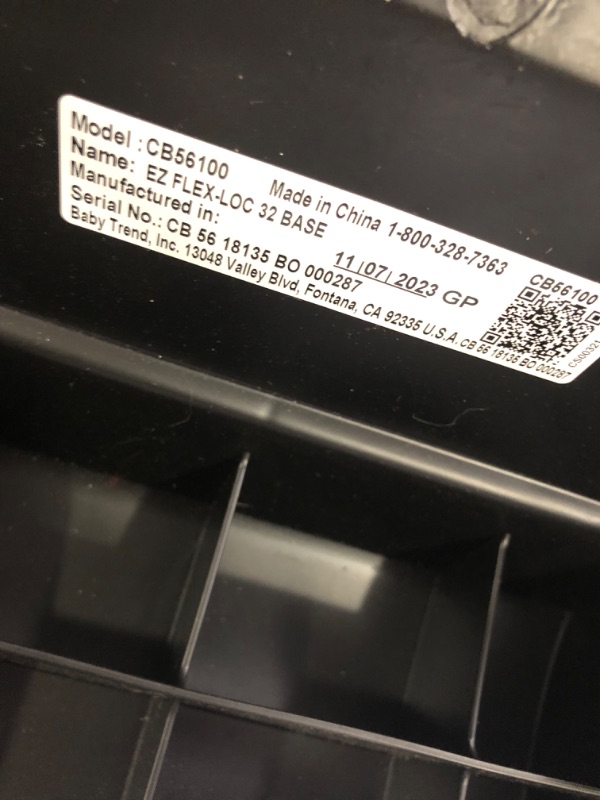 Model : CB56100
Name: EZ FLEX-LOC 32 BASE
Manufactured in: Made in China 1-800-328-7363
Serial No.: CB 56 18135 BO 000287 11/07/2023 GP
Baby Trend, Inc. 13048 Valley Blvd, Fontana, CA 92335 U.S.A.
CB56100
CB 56 18135 BO 000287
C500321